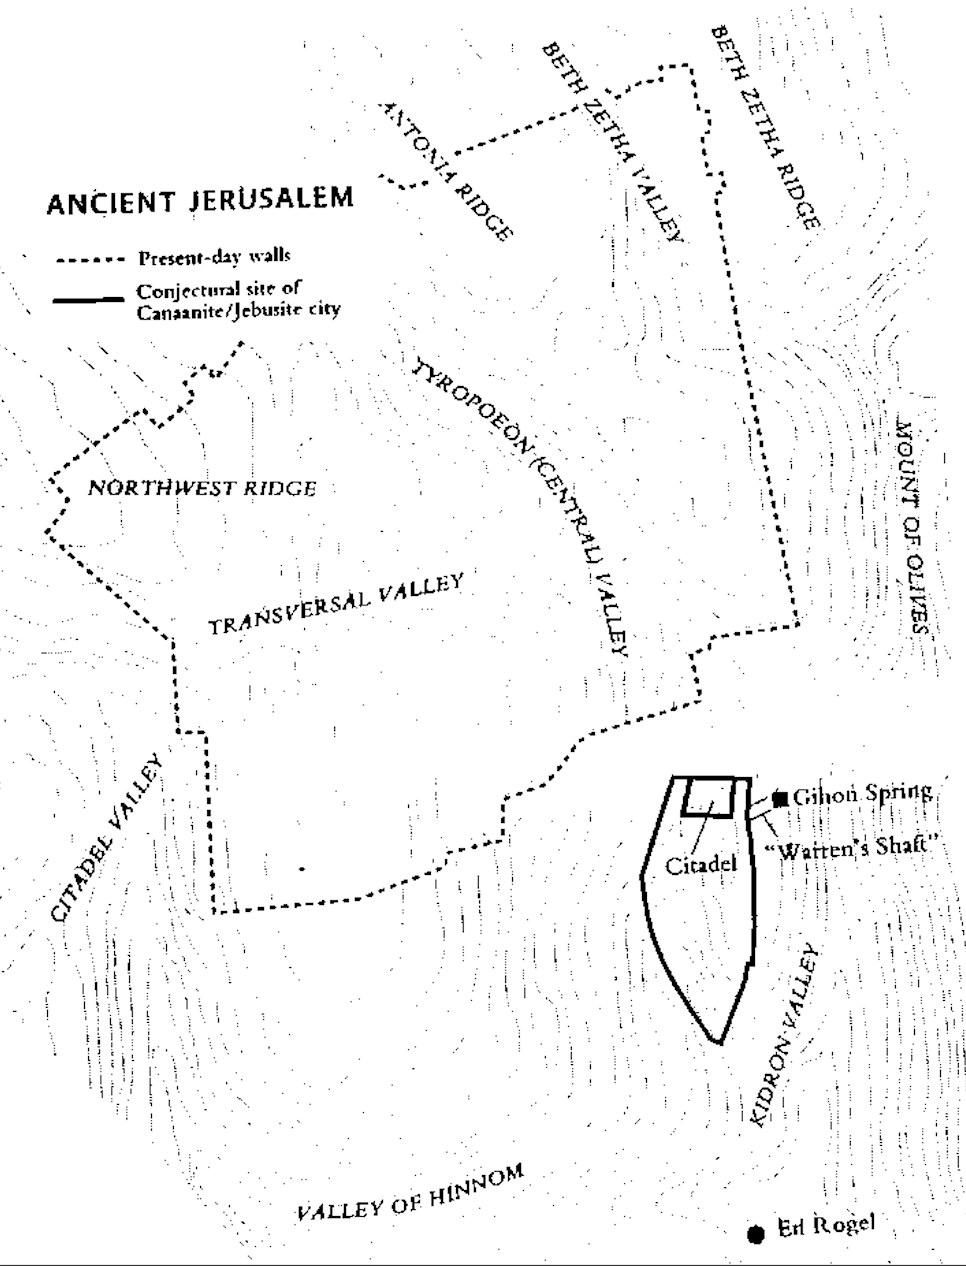 BETH ZETHA RIDGE
BETH ZETHA VALLEY
ANTONIA RIDGE
ANCIENT JERUSALEM
Present-day walls
Conjectural site of
Canaanite/Jebusite city
TYROPOEON (CENTRAL) VALLEY
MOUNT OF OLIVES
NORTHWEST RIDGE
TRANSVERSAL VALLEY
CITADEL VALLEY
Gihon Spring
"Warren's Shaft"
Citadel
KIDRON VALLEY
VALLEY OF HINNOM
En Rogel